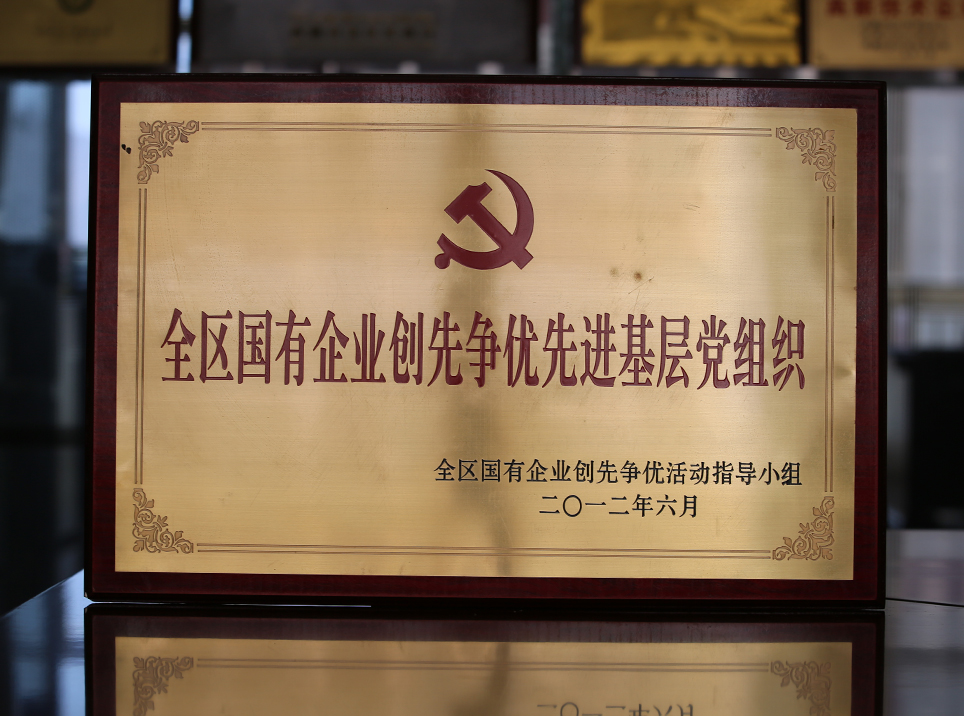 全区国有企业创先争优先进基层党组织
全区国有企业创先争优活动指导小组
二〇一二年六月